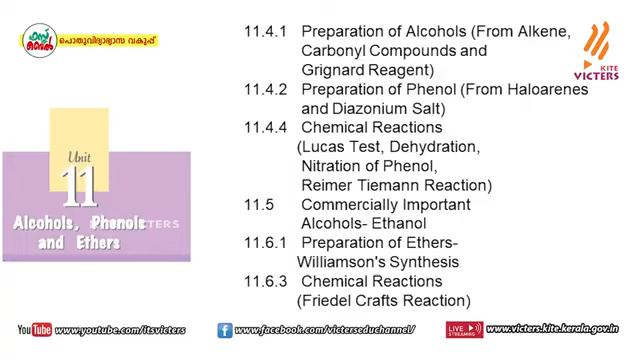 ഫസ്റ്റ് ബെൽ
പൊതുവിദ്യാഭ്യാസ വകുപ്പ്
KITE
VICTERS
Unit
11
Alcohols, Phenols
and Ethers
11.4.1 Preparation of Alcohols (From Alkene,
Carbonyl Compounds and
Grignard Reagent)
11.4.2 Preparation of Phenol (From Haloarenes
and Diazonium Salt)
11.4.4 Chemical Reactions
(Lucas Test, Dehydration,
Nitration of Phenol,
Reimer Tiemann Reaction)
11.5 Commercially Important
Alcohols- Ethanol
11.6.1 Preparation of Ethers-
Williamson's Synthesis
11.6.3 Chemical Reactions
(Friedel Crafts Reaction)
YouTube www.youtube.com/itsvicters
f www.facebook.com/victerseduchannel/
LIVE STREAMING www.victers.kite.kerala.gov.in